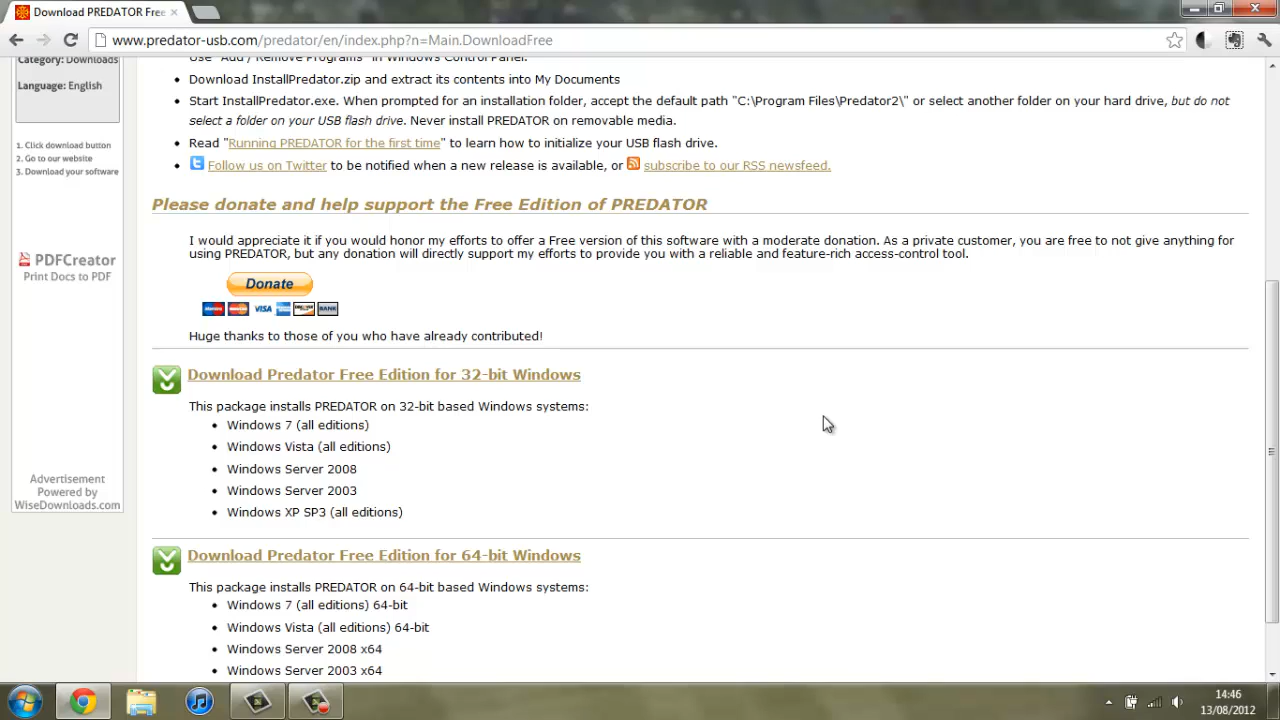 Download PREDATOR Free
www.predator-usb.com/predator/en/index.php?n=Main.DownloadFree
Category: Downloads
Language: English
1. Click download button
2. Go to our website
3. Download your software
PDFCreator
Print Docs to PDF
Advertisement
Powered by
WiseDownloads.com
Use "Add / Remove Programs" in Windows Control Panel.
• Download InstallPredator.zip and extract its contents into My Documents
• Start InstallPredator.exe. When prompted for an installation folder, accept the default path "C:\Program Files\Predator2\" or select another folder on your hard drive, but do not
select a folder on your USB flash drive. Never install PREDATOR on removable media.
• Read "Running PREDATOR for the first time" to learn how to initialize your USB flash drive.
• Follow us on Twitter to be notified when a new release is available, or subscribe to our RSS newsfeed.
Please donate and help support the Free Edition of PREDATOR
I would appreciate it if you would honor my efforts to offer a Free version of this software with a moderate donation. As a private customer, you are free to not give anything for
using PREDATOR, but any donation will directly support my efforts to provide you with a reliable and feature-rich access-control tool.
Donate
VISA
BANK
Huge thanks to those of you who have already contributed!
Download Predator Free Edition for 32-bit Windows
This package installs PREDATOR on 32-bit based Windows systems:
• Windows 7 (all editions)
• Windows Vista (all editions)
• Windows Server 2008
• Windows Server 2003
• Windows XP SP3 (all editions)
Download Predator Free Edition for 64-bit Windows
This package installs PREDATOR on 64-bit based Windows systems:
• Windows 7 (all editions) 64-bit
• Windows Vista (all editions) 64-bit
• Windows Server 2008 x64
• Windows Server 2003 x64
14:46
13/08/2012